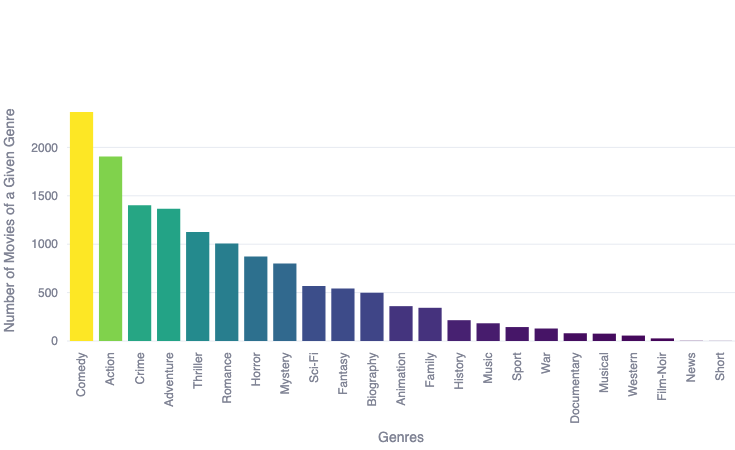 Number of Movies of a Given Genre
2000
1500
1000
500
0
Comedy
Action
Crime
Adventure
Thriller
Romance
Horror
Mystery
Sci-Fi
Fantasy
Biography
Animation
Family
History
Music
Sport
War
Documentary
Musical
Western
Film-Noir
News
Short
Genres